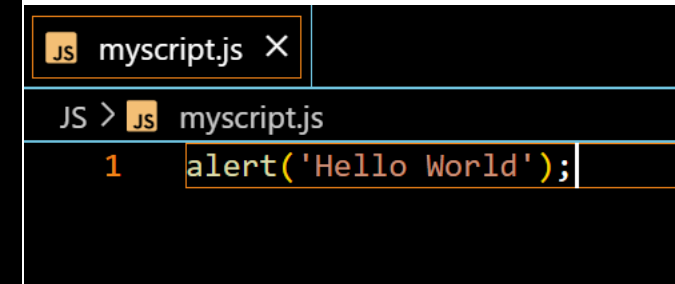 JS myscript.js ×
JS > JS myscript.js
1 alert('Hello World');